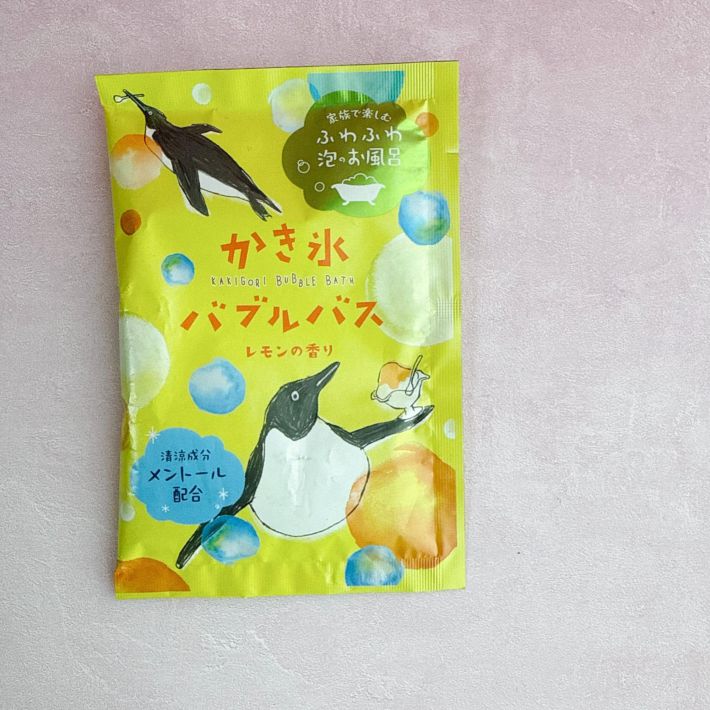 家族で楽しむ
ふわふわ
泡のお風呂
かき氷
KAKIGORI BUBBLE BATH
バブルバス
レモンの香り
清涼成分
メントール
配合